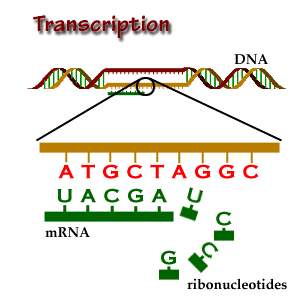 Transcription
DNA
A T G C T A G G C
U A C G A U
C
mRNA
G C
ribonucleotides